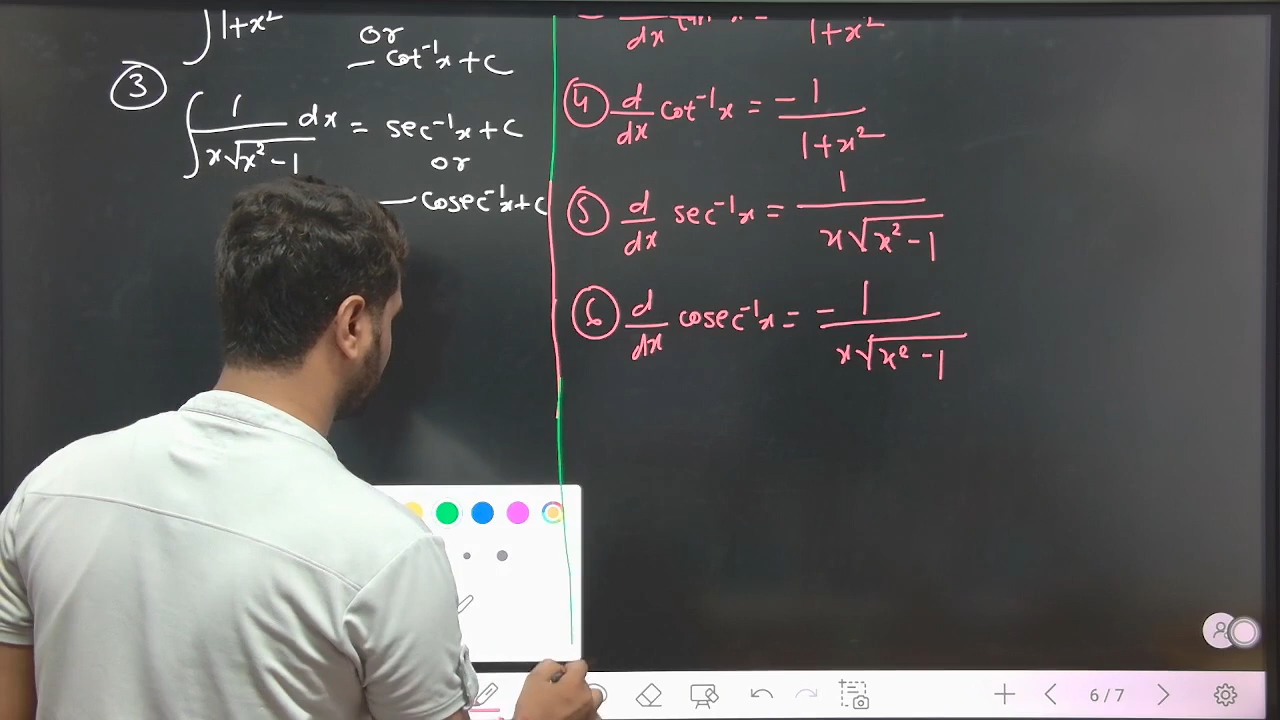 ∫ 1+x²
or
— cot⁻¹x + c
③ ∫ 1/(x√(x²-1)) dx = sec⁻¹x + c
or
— cosec⁻¹x + c
d/dx = 1+x²
④ d/dx cot⁻¹x = -1/(1+x²)
⑤ d/dx sec⁻¹x = 1/(x√(x²-1))
⑥ d/dx cosec⁻¹x = -1/(x√(x²-1))
6/7